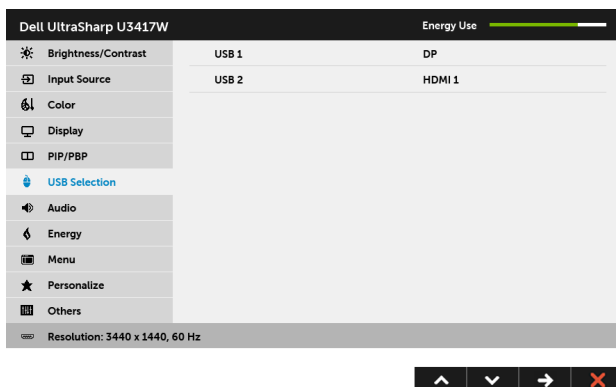 Dell UltraSharp U3417W Energy Use
Brightness/Contrast USB 1 DP
Input Source USB 2 HDMI 1
Color
Display
PIP/PBP
USB Selection
Audio
Energy
Menu
Personalize
Others
Resolution: 3440 x 1440, 60 Hz